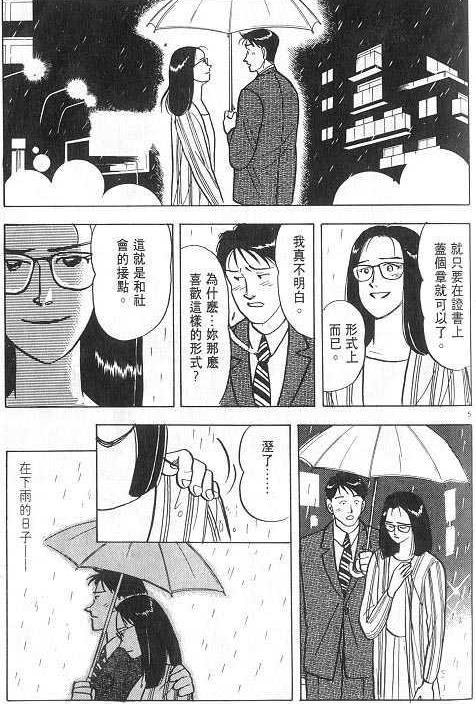 就只要在證書上
蓋個章就可以了。
形式上
而已。
我真不明白。
為什麽…妳那麽
喜歡這樣的形式?
這就是和社
會的接點。
溼了……
在下雨的日子——